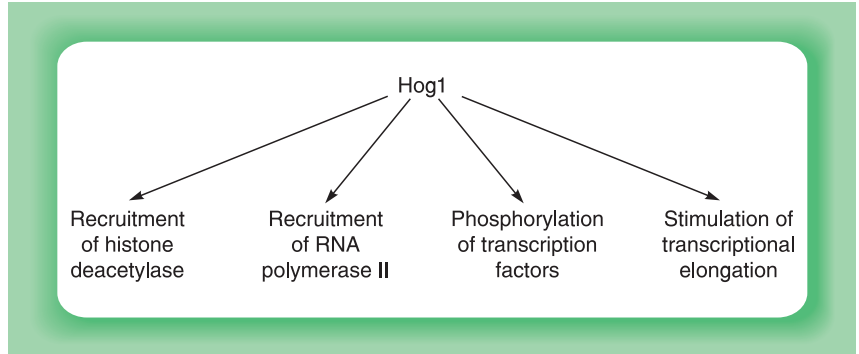 Hog1
Recruitment
of histone
deacetylase
Recruitment
of RNA
polymerase II
Phosphorylation
of transcription
factors
Stimulation of
transcriptional
elongation